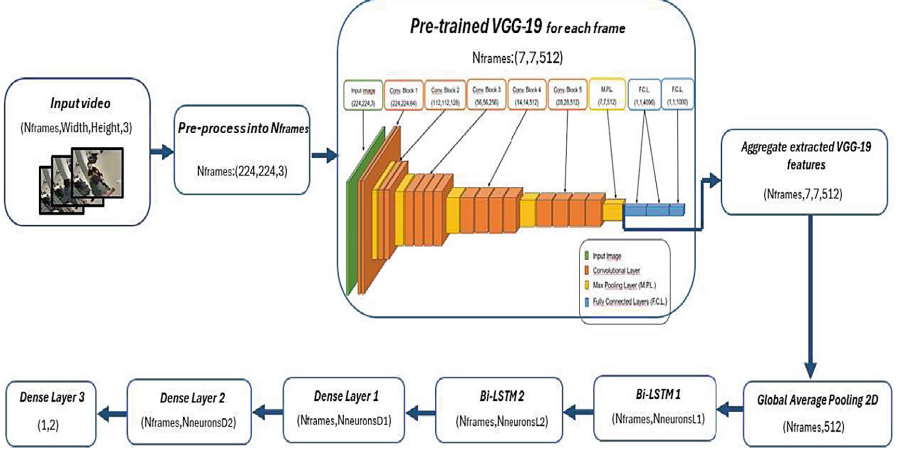 Pre-trained VGG-19 for each frame
Nframes:(7,7,512)
Input video
(Nframes,Width,Height,3)
Pre-process into Nframes
Nframes:(224,224,3)
Input image
(224,224,3)
Conv. Block 1
(224,224,64)
Conv. Block 2
(112,112,128)
Conv. Block 3
(56,56,256)
Conv. Block 4
(14,14,512)
Conv. Block 5
(28,28,512)
M.P.L.
(7,7,512)
F.C.L.
(1,1,4096)
F.C.L.
(1,1,1000)
Input Image
Convolutional Layer
Max Pooling Layer (M.P.L.)
Fully Connected Layers (F.C.L.)
Aggregate extracted VGG-19
features
(Nframes,7,7,512)
Global Average Pooling 2D
(Nframes,512)
Bi-LSTM 1
(Nframes,NneuronsL1)
Bi-LSTM 2
(Nframes,NneuronsL2)
Dense Layer 1
(Nframes,NneuronsD1)
Dense Layer 2
(Nframes,NneuronsD2)
Dense Layer 3
(1,2)